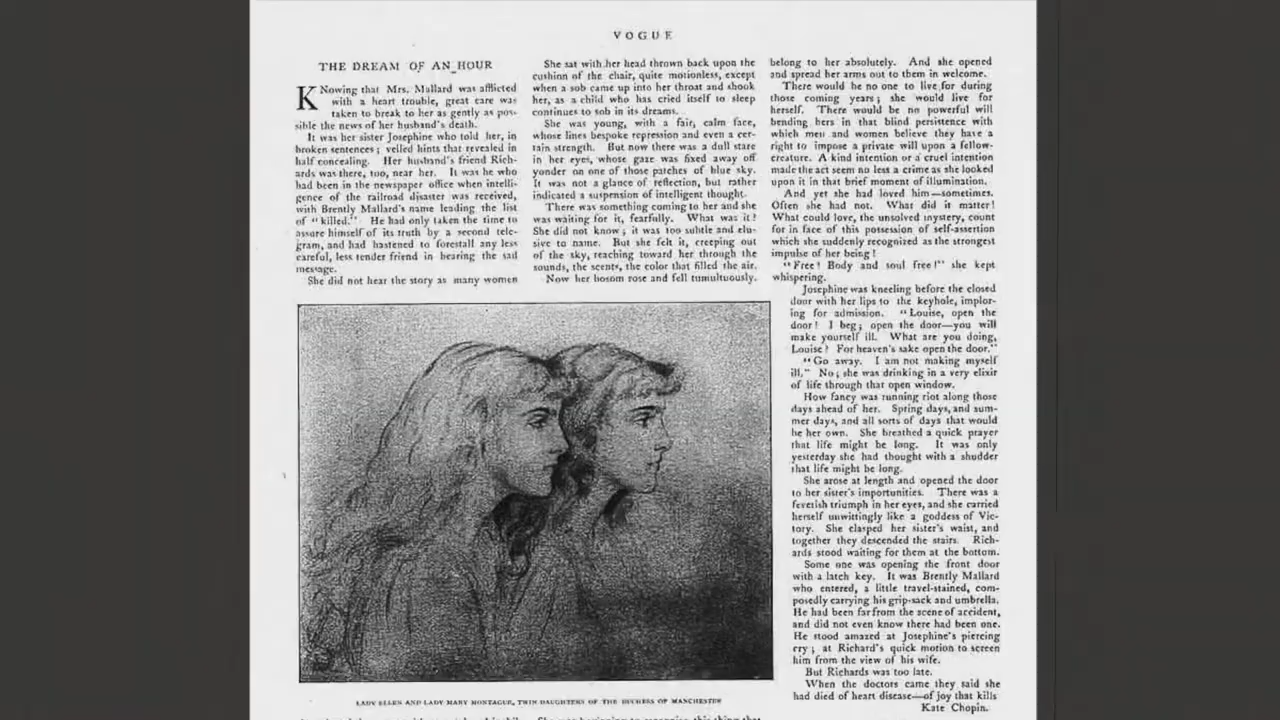 VOGUE
THE DREAM OF AN HOUR
KNowing that Mrs. Mallard was afflicted
with a heart trouble, great care was
taken to break to her as gently as pos-
sible the news of her husband's death.
It was her sister Josephine who told her, in
broken sentences; veiled hints that revealed in
half concealing. Her husband's friend Rich-
ards was there, too, near her. It was he who
had been in the newspaper office when intelli-
gence of the railroad disaster was received,
with Brently Mallard's name leading the list
of "killed." He had only taken the time to
assure himself of its truth by a second tele-
gram, and had hastened to forestall any less
careful, less tender friend in bearing the sad
message.
She did not hear the story as many women
She sat with her head thrown back upon the
cushion of the chair, quite motionless, except
when a sob came up into her throat and shook
her, as a child who has cried itself to sleep
continues to sob in its dreams.
She was young, with a fair, calm face,
whose lines bespoke repression and even a cer-
tain strength. But now there was a dull stare
in her eyes, whose gaze was fixed away off
yonder on one of those patches of blue sky.
It was not a glance of reflection, but rather
indicated a suspension of intelligent thought.
There was something coming to her and she
was waiting for it, fearfully. What was it?
She did not know; it was too subtle and elu-
sive to name. But she felt it, creeping out
of the sky, reaching toward her through the
sounds, the scents, the color that filled the air.
Now her bosom rose and fell tumultuously.
belong to her absolutely. And she opened
and spread her arms out to them in welcome.
There would be no one to live for during
those coming years; she would live for
herself. There would be no powerful will
bending hers in that blind persistence with
which men and women believe they have a
right to impose a private will upon a fellow-
creature. A kind intention or a cruel intention
made the act seem no less a crime as she looked
upon it in that brief moment of illumination.
And yet she had loved him—sometimes.
Often she had not. What did it matter!
What could love, the unsolved mystery, count
for in face of this possession of self-assertion
which she suddenly recognized as the strongest
impulse of her being!
"Free! Body and soul free!" she kept
whispering.
Josephine was kneeling before the closed
door with her lips to the keyhole, implor-
ing for admission. "Louise, open the
door! I beg; open the door—you will
make yourself ill. What are you doing,
Louise? For heaven's sake open the door."
"Go away. I am not making myself
ill." No; she was drinking in a very elixir
of life through that open window.
How fancy was running riot along those
days ahead of her. Spring days, and sum-
mer days, and all sorts of days that would
be her own. She breathed a quick prayer
that life might be long. It was only
yesterday she had thought with a shudder
that life might be long.
She arose at length and opened the door
to her sister's importunities. There was a
feverish triumph in her eyes, and she carried
herself unwittingly like a goddess of Vic-
tory. She clasped her sister's waist, and
together they descended the stairs. Rich-
ards stood waiting for them at the bottom.
Some one was opening the front door
with a latch key. It was Brently Mallard
who entered, a little travel-stained, com-
posedly carrying his grip-sack and umbrella.
He had been far from the scene of accident,
and did not even know there had been one.
He stood amazed at Josephine's piercing
cry; at Richard's quick motion to screen
him from the view of his wife.
But Richards was too late.
When the doctors came they said she
had died of heart disease—of joy that kills
Kate Chopin.
LADY ELLEN AND LADY MARY MONTAGUE, TWIN DAUGHTERS OF THE DUCHESS OF MANCHESTER